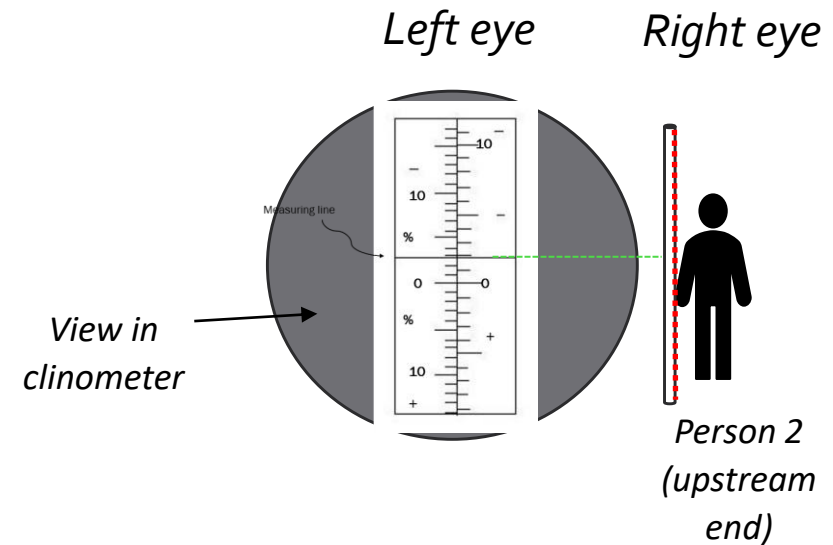 Left eye
Right eye
10
−
−
10
−
Measuring line
%
0
0
%
+
10
+
View in
clinometer
Person 2
(upstream
end)